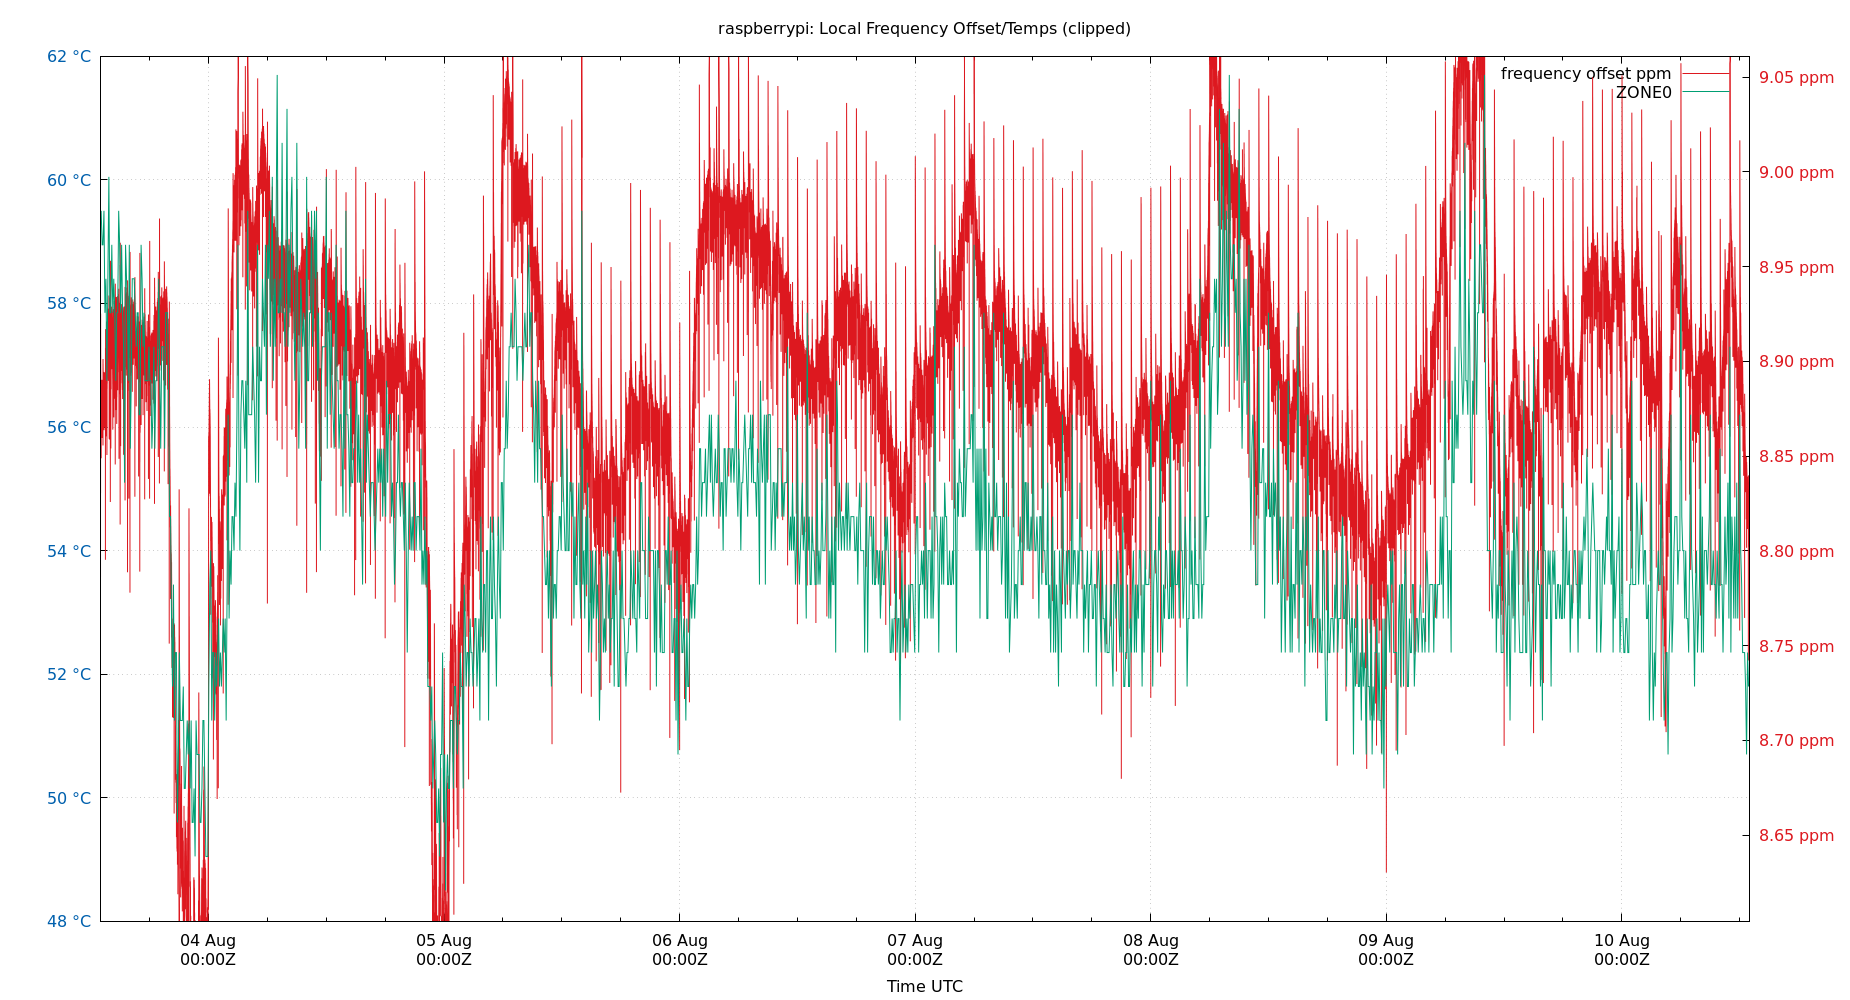 raspberrypi: Local Frequency Offset/Temps (clipped)
62 °C
60 °C
58 °C
56 °C
54 °C
52 °C
50 °C
48 °C
frequency offset ppm
ZONE0
9.05 ppm
9.00 ppm
8.95 ppm
8.90 ppm
8.85 ppm
8.80 ppm
8.75 ppm
8.70 ppm
8.65 ppm
04 Aug 05 Aug 06 Aug 07 Aug 08 Aug 09 Aug 10 Aug
00:00Z 00:00Z 00:00Z 00:00Z 00:00Z 00:00Z 00:00Z
Time UTC